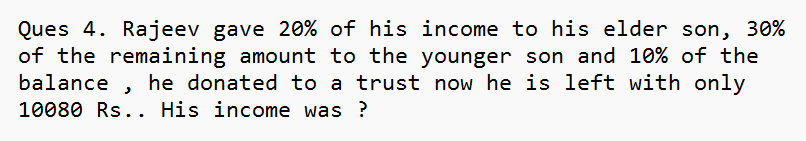 Ques 4. Rajeev gave 20% of his income to his elder son, 30%
of the remaining amount to the younger son and 10% of the
balance , he donated to a trust now he is left with only
10080 Rs.. His income was ?